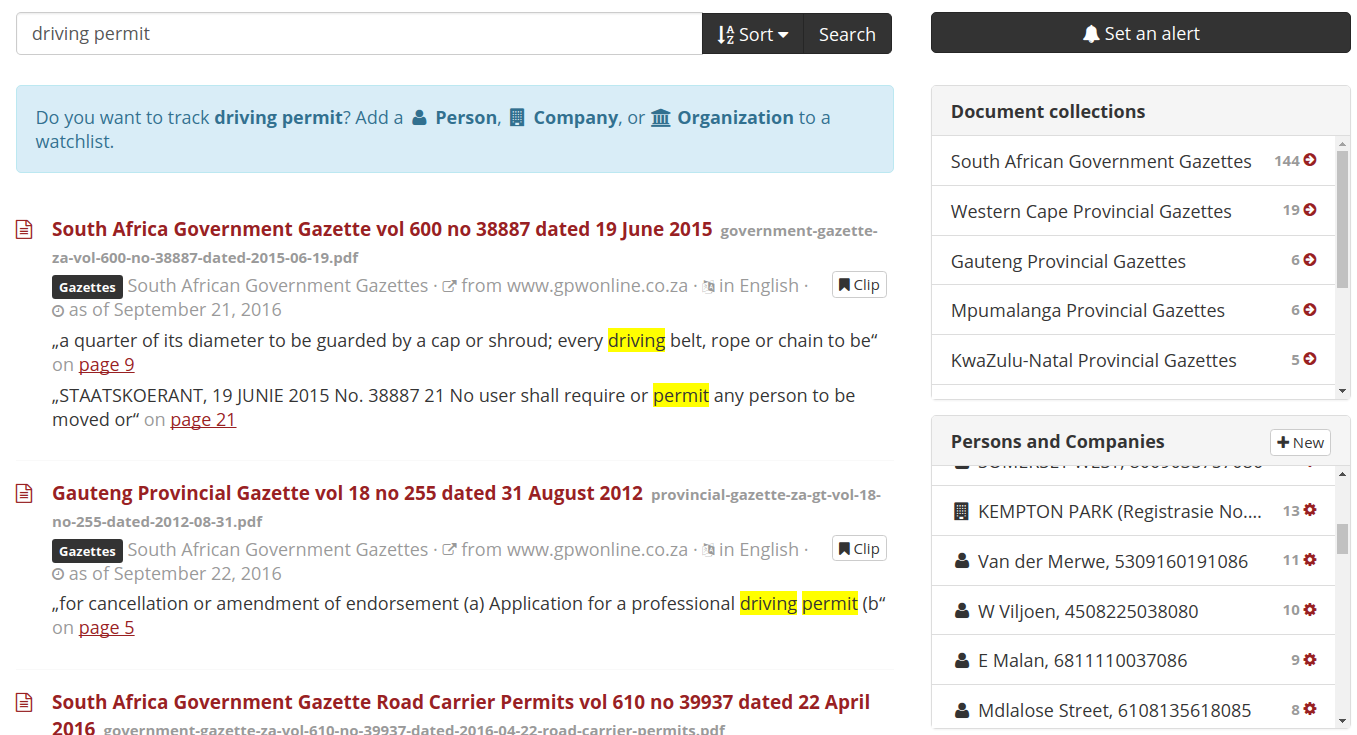 driving permit
Sort
Search
Do you want to track driving permit? Add a Person, Company, or Organization to a
watchlist.
South Africa Government Gazette vol 600 no 38887 dated 19 June 2015 government-gazette-
za-vol-600-no-38887-dated-2015-06-19.pdf
Gazettes South African Government Gazettes · from www.gpwonline.co.za · in English ·
Clip
as of September 21, 2016
„a quarter of its diameter to be guarded by a cap or shroud; every driving belt, rope or chain to be“
on page 9
„STAATSKOERANT, 19 JUNIE 2015 No. 38887 21 No user shall require or permit any person to be
moved or“ on page 21
Gauteng Provincial Gazette vol 18 no 255 dated 31 August 2012 provincial-gazette-za-gt-vol-18-
no-255-dated-2012-08-31.pdf
Gazettes South African Government Gazettes · from www.gpwonline.co.za · in English ·
Clip
as of September 22, 2016
„for cancellation or amendment of endorsement (a) Application for a professional driving permit (b“
on page 5
South Africa Government Gazette Road Carrier Permits vol 610 no 39937 dated 22 April
2016 government-gazette-za-vol-610-no-39937-dated-2016-04-22-road-carrier-permits.pdf
Set an alert
Document collections
South African Government Gazettes 144
Western Cape Provincial Gazettes 19
Gauteng Provincial Gazettes 6
Mpumalanga Provincial Gazettes 6
KwaZulu-Natal Provincial Gazettes 5
Persons and Companies
New
SOMERSET WEST,
KEMPTON PARK (Registrasie No.... 13
Van der Merwe, 5309160191086 11
W Viljoen, 4508225038080 10
E Malan, 6811110037086 9
Mdlalose Street, 6108135618085 8